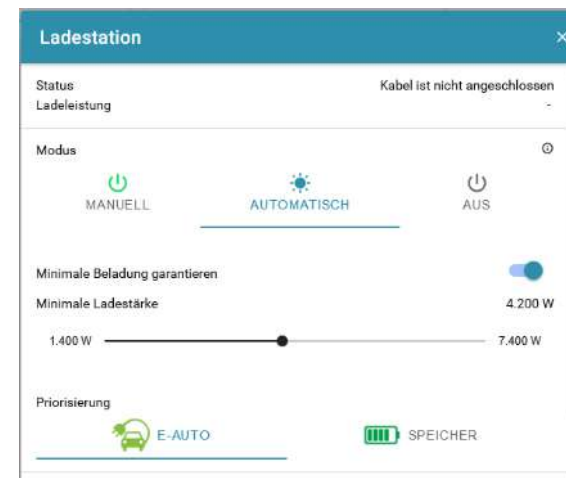 Ladestation ×
Status Kabel ist nicht angeschlossen
Ladeleistung -
Modus
MANUELL AUTOMATISCH AUS
Minimale Beladung garantieren
Minimale Ladestärke 4.200 W
1.400 W 7.400 W
Priorisierung
E-AUTO SPEICHER